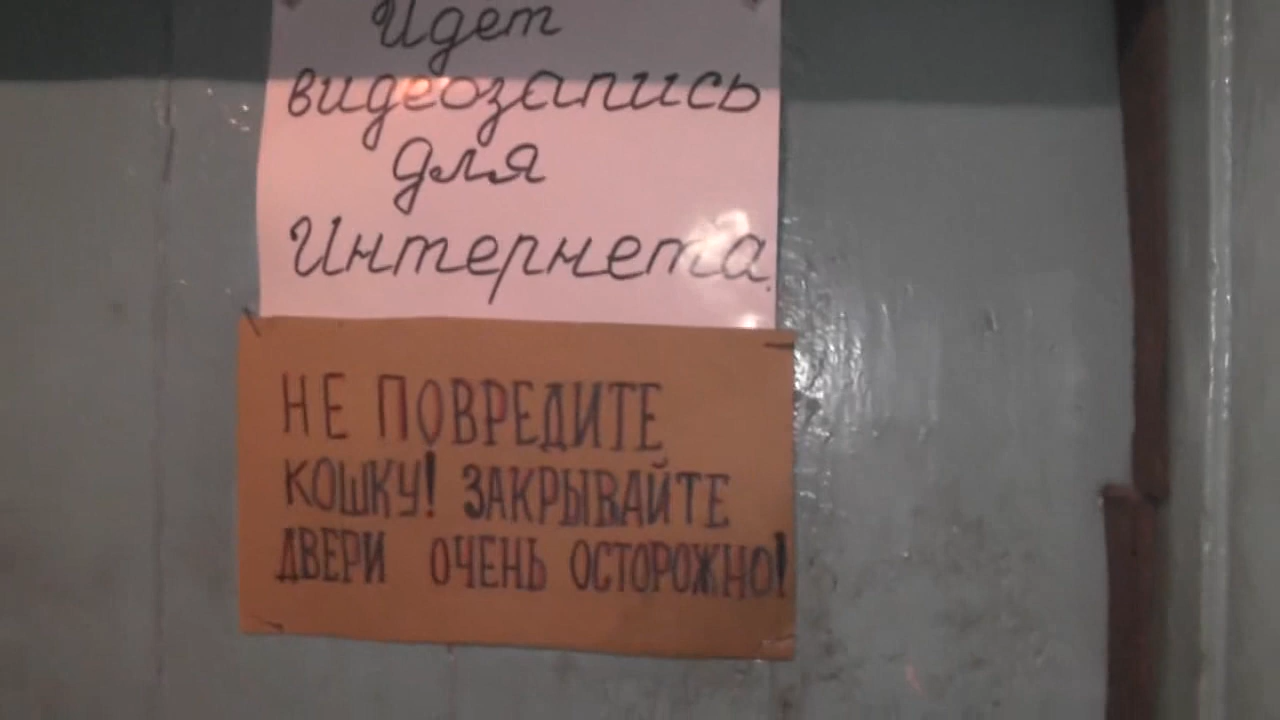 Идет
видеозапись
для
Интернета.
НЕ ПОВРЕДИТЕ
КОШКУ! ЗАКРЫВАЙТЕ
ДВЕРИ ОЧЕНЬ ОСТОРОЖНО!